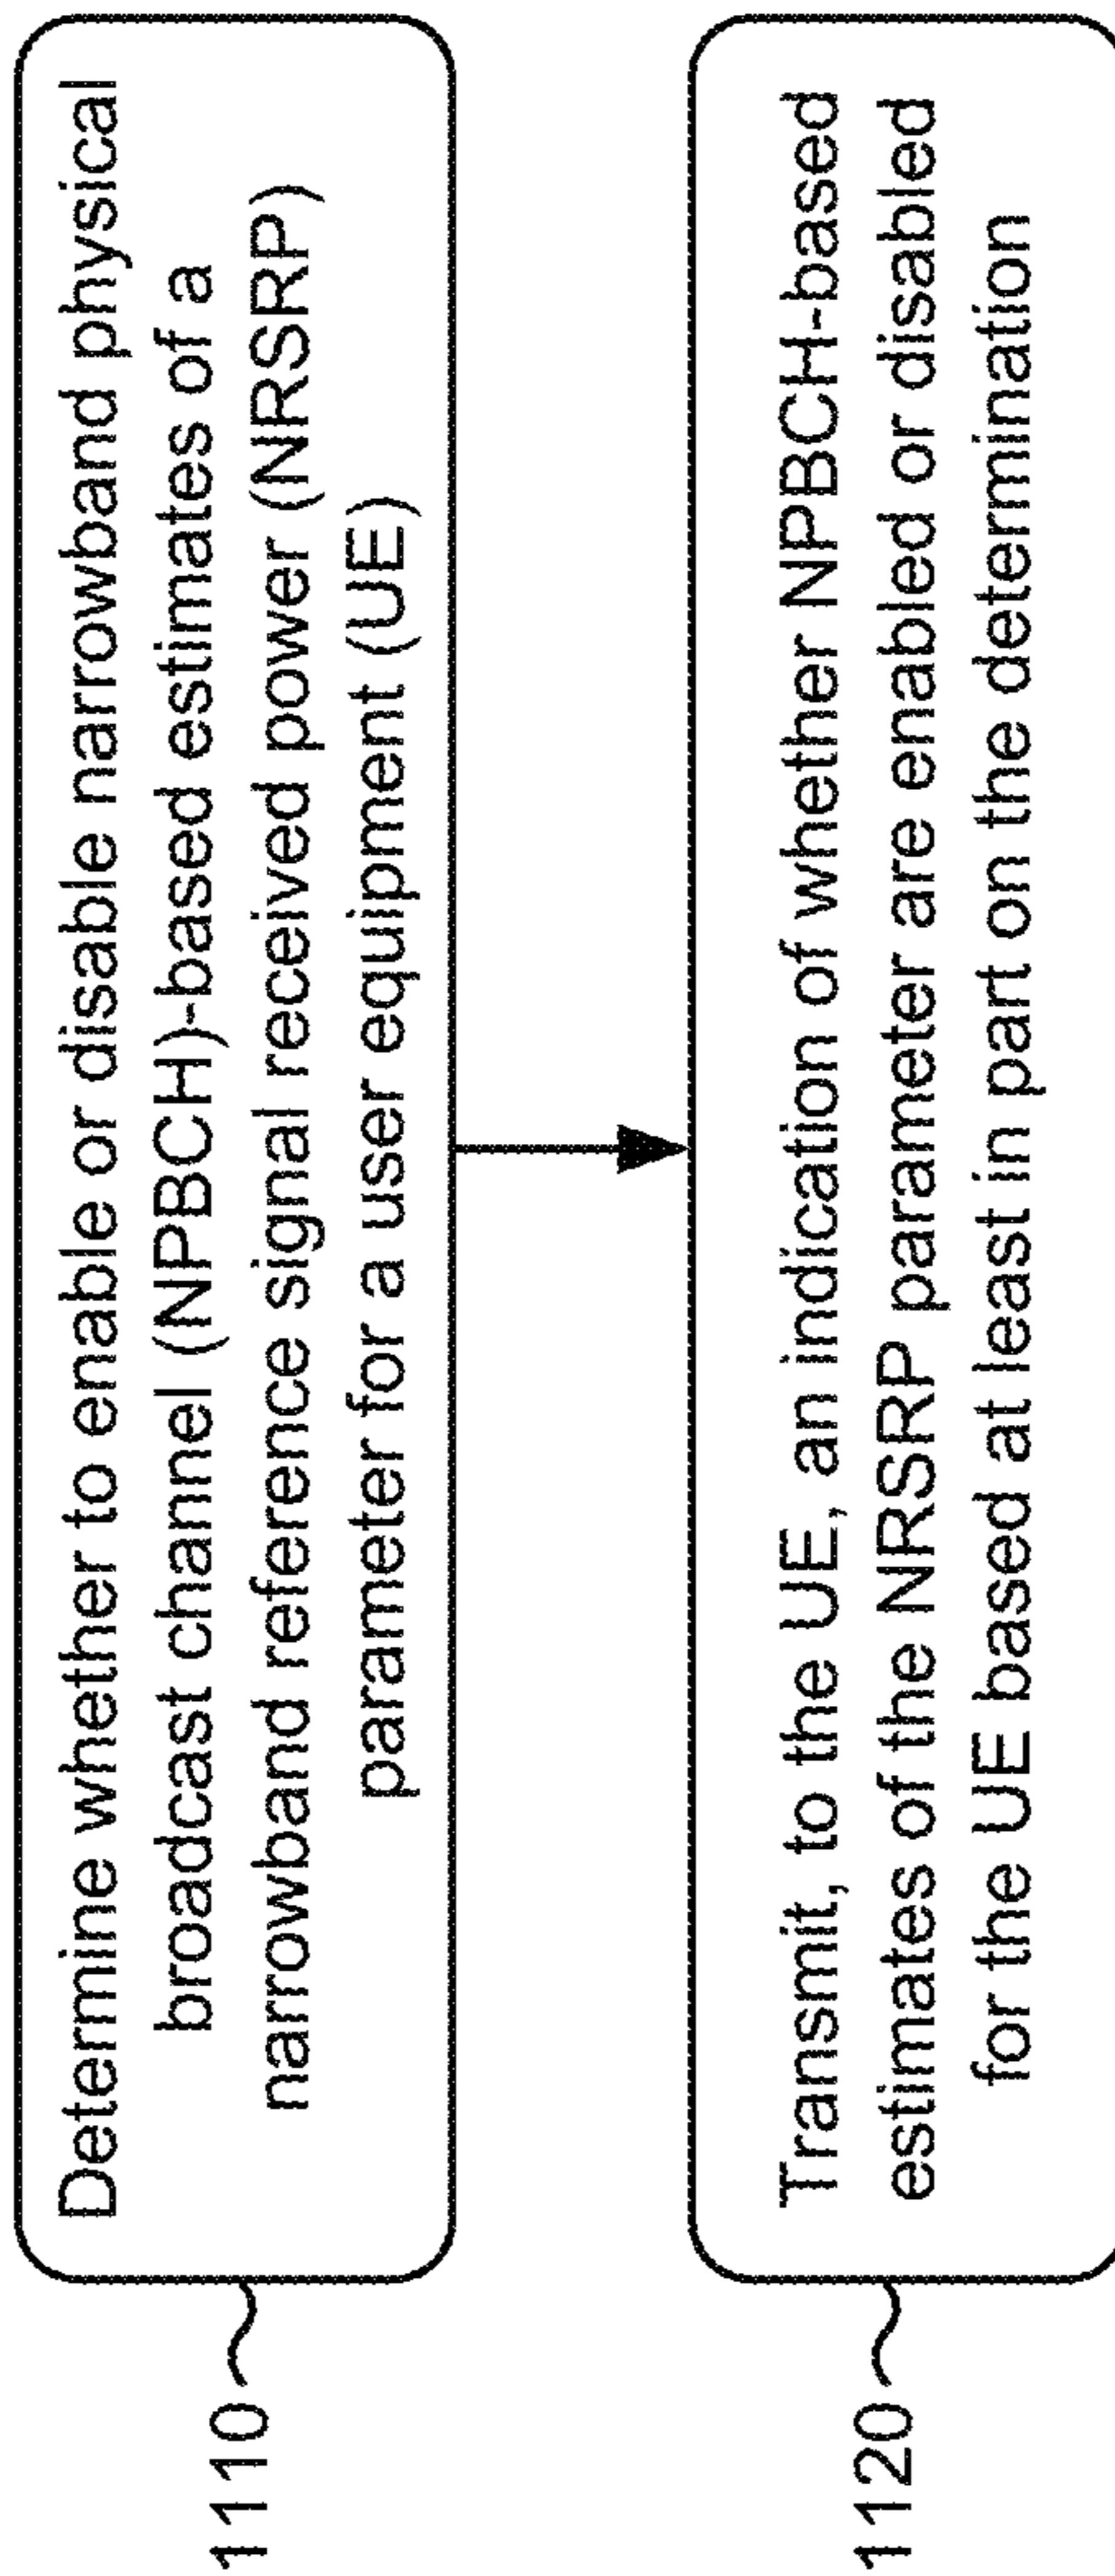 1110
Determine whether to enable or disable narrowband physical
broadcast channel (NPBCH)-based estimates of a
narrowband reference signal received power (NRSRP)
parameter for a user equipment (UE)
1120
Transmit, to the UE, an indication of whether NPBCH-based
estimates of the NRSRP parameter are enabled or disabled
for the UE based at least in part on the determination